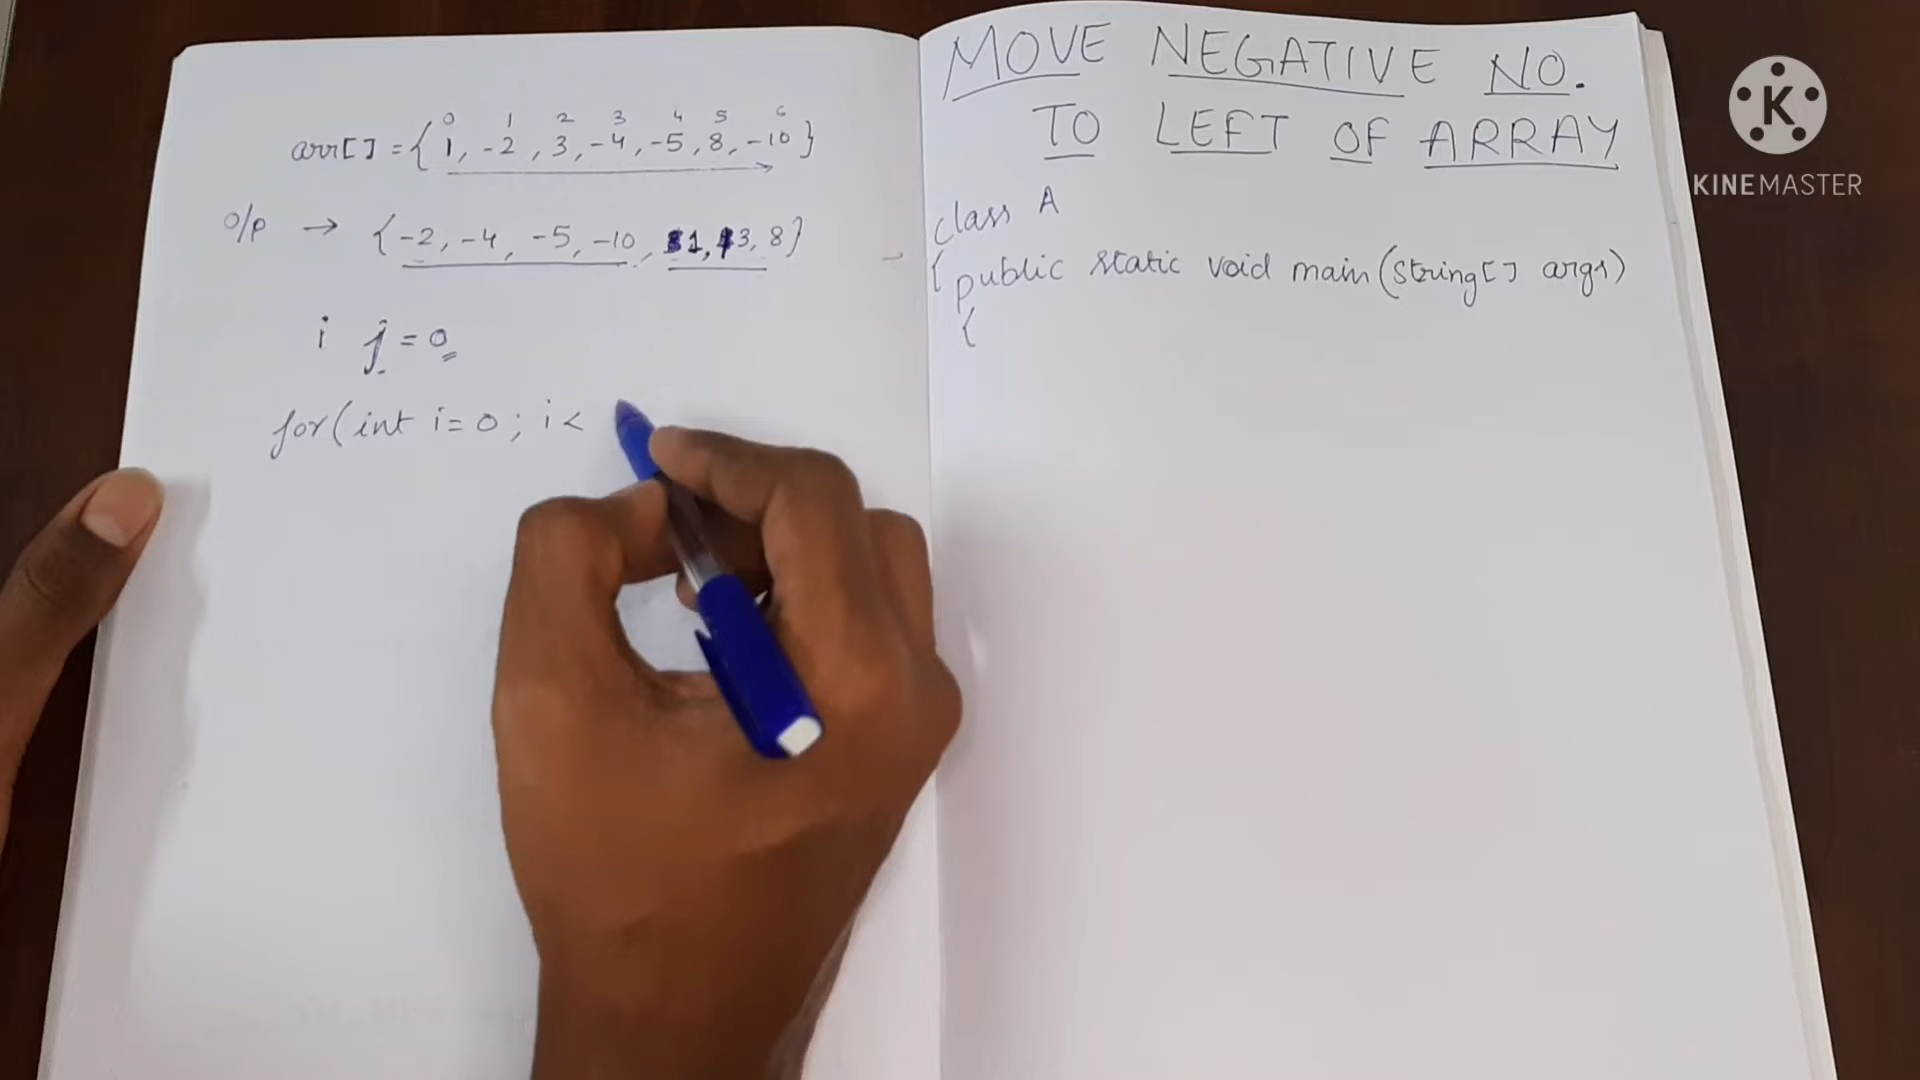 0 1 2 3 4 5 6
arr[] = { 1, -2, 3, -4, -5, 8, -10 }
O/P → { -2, -4, -5, -10, 1, 3, 8 }
i j = 0
for( int i = 0 ; i <
MOVE NEGATIVE NO.
TO LEFT OF ARRAY
class A
{ public static void main (String[] args)
{
K
KINEMASTER